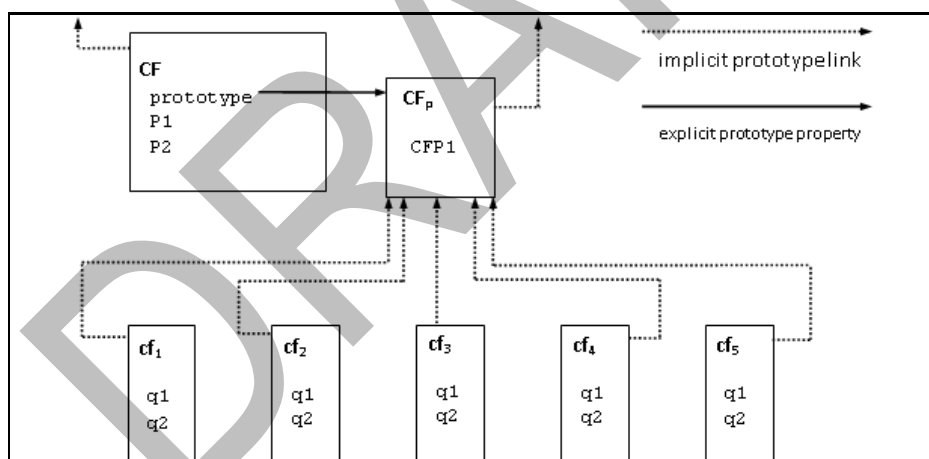 DRAFT
CF
prototype
P1
P2
CFp
CFP1
implicit prototype link
explicit prototype property
cf1
q1
q2
cf2
q1
q2
cf3
q1
q2
cf4
q1
q2
cf5
q1
q2